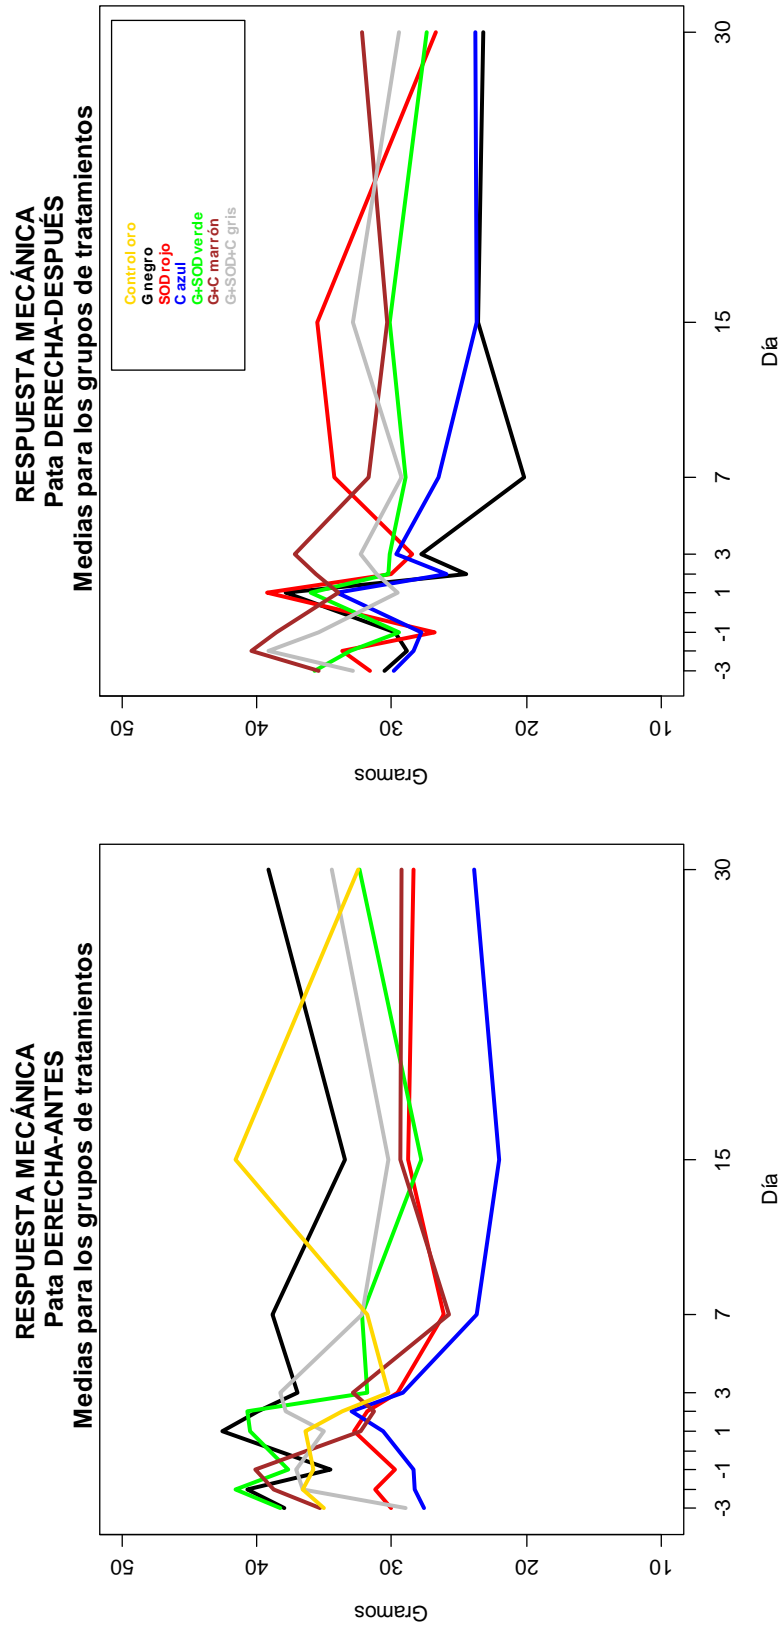 RESPUESTA MECÁNICA
Pata DERECHA-ANTES
Medias para los grupos de tratamientos
Gramos
50
40
30
20
10
-3
-1
1
3
7
15
30
Día
RESPUESTA MECÁNICA
Pata DERECHA-DESPUÉS
Medias para los grupos de tratamientos
Control oro
G negro
SOD rojo
C azul
G+SOD verde
G+C marrón
G+SOD+C gris
Gramos
50
40
30
20
10
-3
-1
1
3
7
15
30
Día